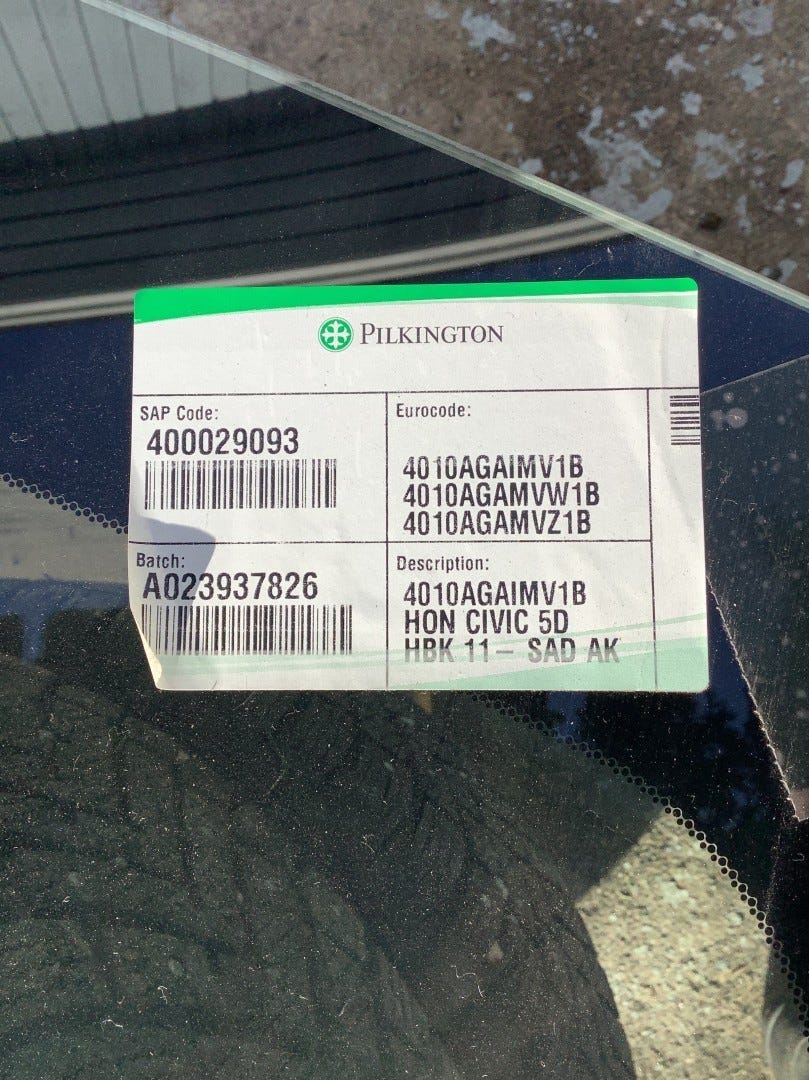 PILKINGTON
SAP Code:
400029093
Eurocode:
4010AGAIMV1B
4010AGAMVW1B
4010AGAMVZ1B
Batch:
A023937826
Description:
4010AGAIMV1B
HON CIVIC 5D
HBK 11– SAD AK